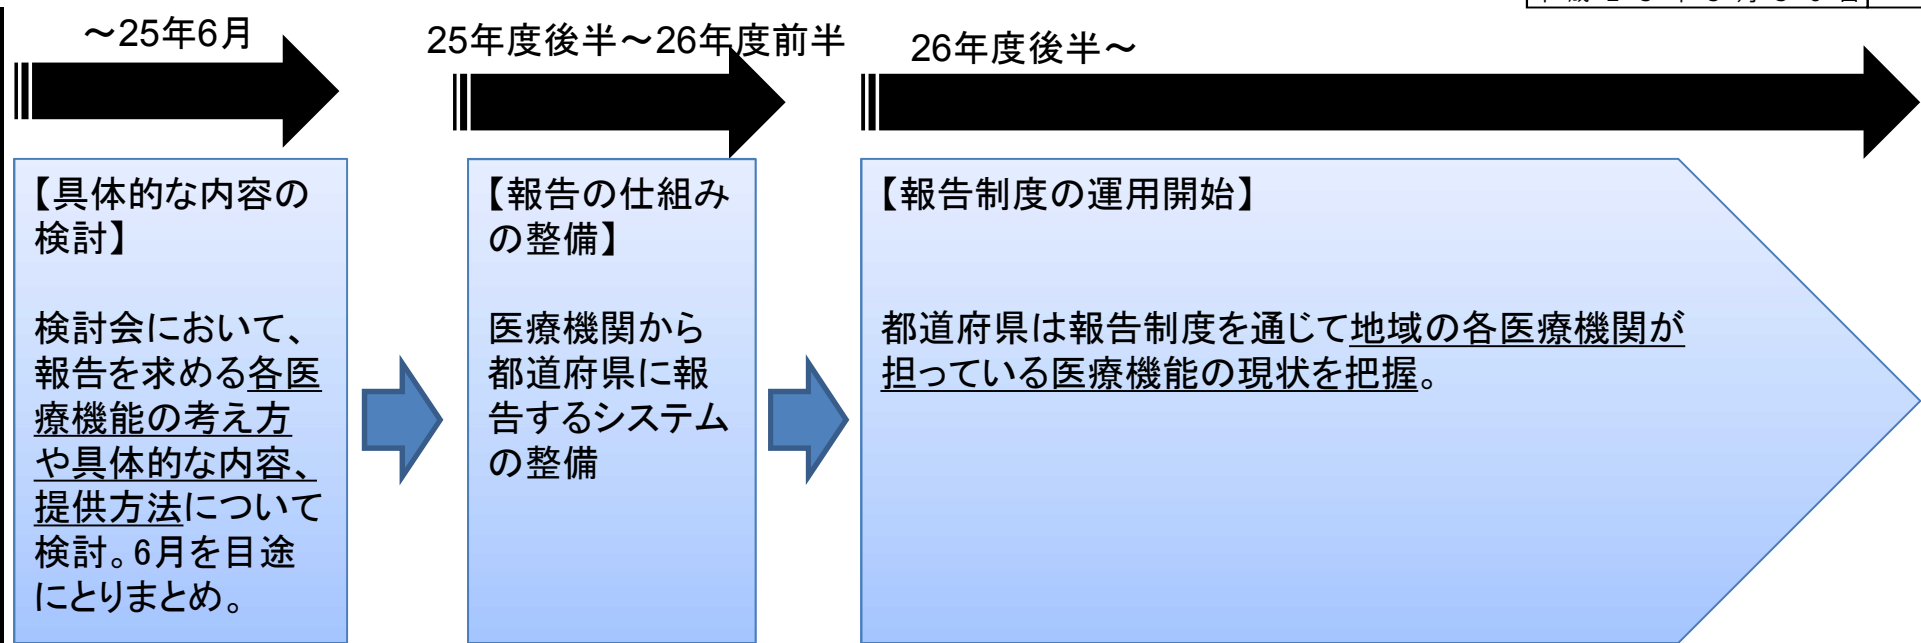 ～25年6月
25年度後半～26年度前半
26年度後半～
【具体的な内容の
検討】
検討会において、
報告を求める各医
療機能の考え方
や具体的な内容、
提供方法について
検討。6月を目途
にとりまとめ。
【報告の仕組み
の整備】
医療機関から
都道府県に報
告するシステム
の整備
【報告制度の運用開始】
都道府県は報告制度を通じて地域の各医療機関が
担っている医療機能の現状を把握。